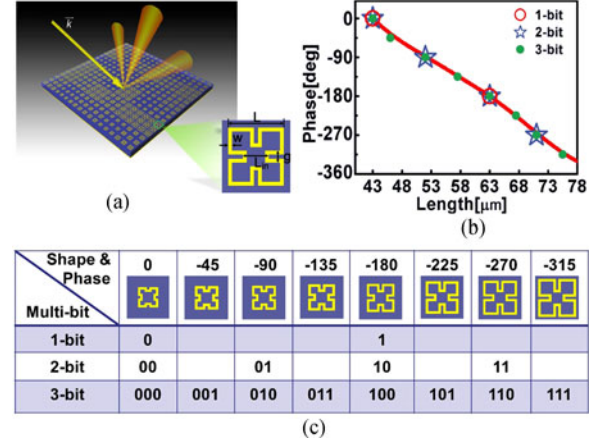 k
L
W
Lin
g
(a)
Phase[deg]
0
-90
-180
-270
-360
1-bit
2-bit
3-bit
43 48 53 58 63 68 73 78
Length[μm]
(b)
Shape & Phase
Multi-bit
0 -45 -90 -135 -180 -225 -270 -315
1-bit 0 1
2-bit 00 01 10 11
3-bit 000 001 010 011 100 101 110 111
(c)